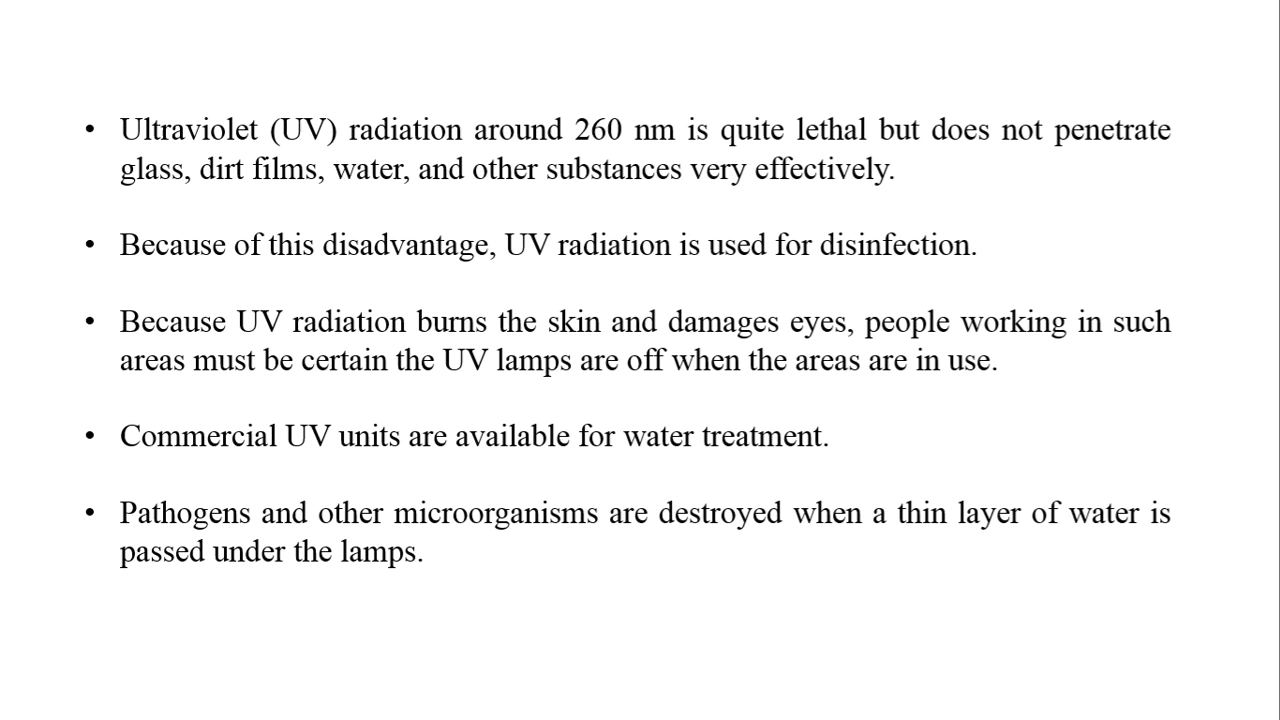 • Ultraviolet (UV) radiation around 260 nm is quite lethal but does not penetrate
glass, dirt films, water, and other substances very effectively.
• Because of this disadvantage, UV radiation is used for disinfection.
• Because UV radiation burns the skin and damages eyes, people working in such
areas must be certain the UV lamps are off when the areas are in use.
• Commercial UV units are available for water treatment.
• Pathogens and other microorganisms are destroyed when a thin layer of water is
passed under the lamps.